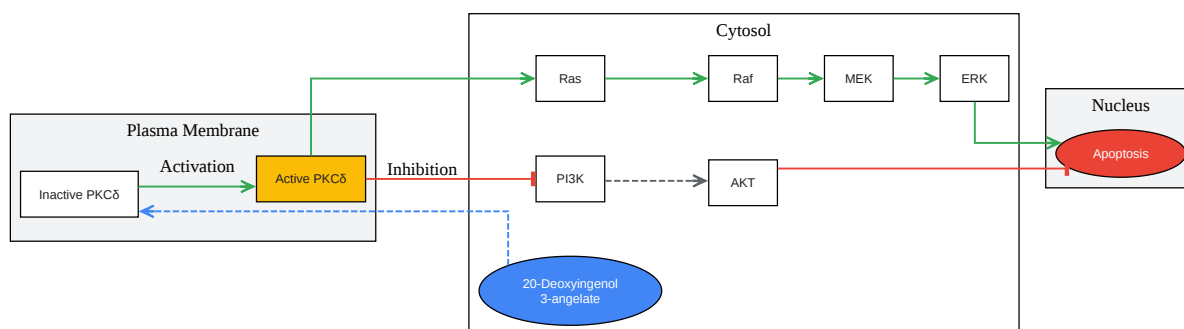 Cytosol
Ras
Raf
MEK
ERK
Nucleus
Plasma Membrane
Activation
Inhibition
Apoptosis
Active PKCδ
PI3K
AKT
Inactive PKCδ
20-Deoxyingenol
3-angelate